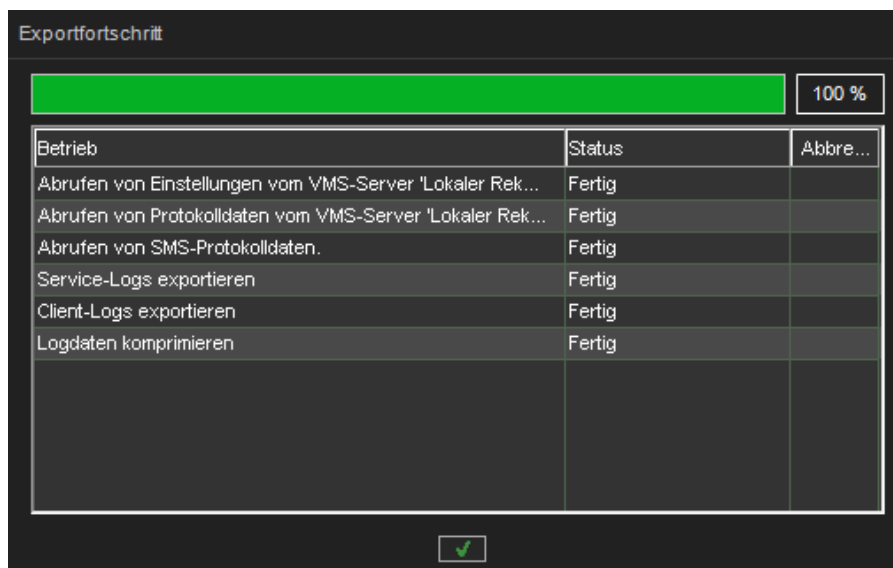 Exportfortschritt
100 %
Betrieb Status Abbre...
Abrufen von Einstellungen vom VMS-Server 'Lokaler Rek... Fertig
Abrufen von Protokolldaten vom VMS-Server 'Lokaler Rek... Fertig
Abrufen von SMS-Protokolldaten. Fertig
Service-Logs exportieren Fertig
Client-Logs exportieren Fertig
Logdaten komprimieren Fertig